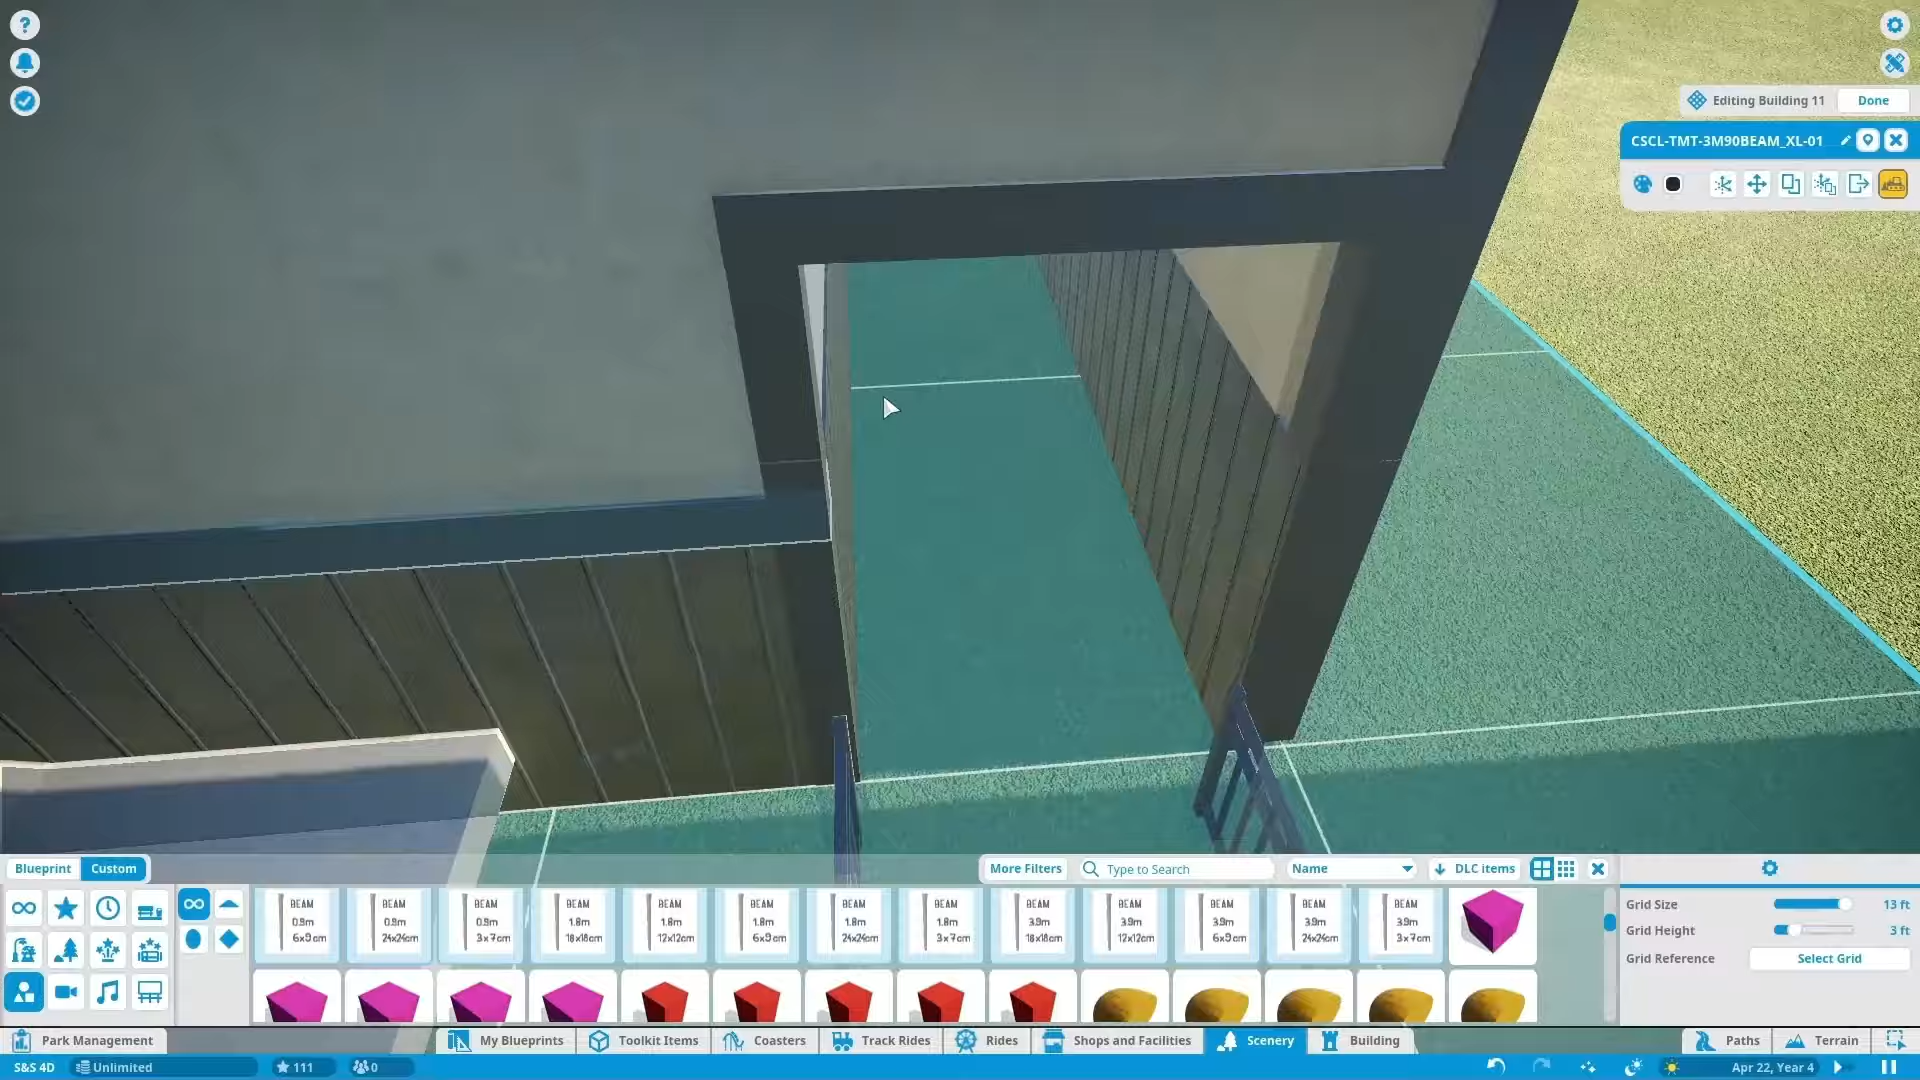 Editing Building 11
Done
CSCL-TMT-3M90BEAM_XL-01
Blueprint
Custom
More Filters
Type to Search
Name
DLC items
BEAM 0.9m 6x9cm
BEAM 0.9m 24x24cm
BEAM 0.9m 3x7cm
BEAM 1.8m 18x18cm
BEAM 1.8m 12x12cm
BEAM 1.8m 6x9cm
BEAM 1.8m 24x24cm
BEAM 1.8m 3x7cm
BEAM 3.9m 18x18cm
BEAM 3.9m 12x12cm
BEAM 3.9m 6x9cm
BEAM 3.9m 24x24cm
BEAM 3.9m 3x7cm
Grid Size 13 ft
Grid Height 3 ft
Grid Reference Select Grid
Park Management
My Blueprints
Toolkit Items
Coasters
Track Rides
Rides
Shops and Facilities
Scenery
Building
Paths
Terrain
S&S 4D
Unlimited
111
0
Apr 22, Year 4